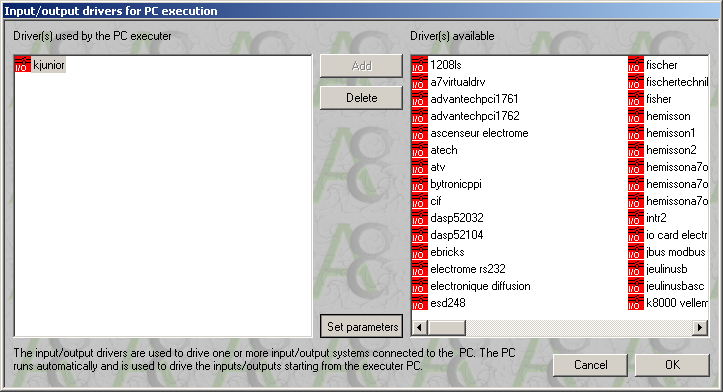 Input/output drivers for PC execution
Driver(s) used by the PC executer
kjunior
Add
Delete
Set parameters
Driver(s) available
1208ls
a7virtualdrv
advantechpci1761
advantechpci1762
ascenseur electrome
atech
atv
bytronicppi
cif
dasp52032
dasp52104
ebricks
electrome rs232
electronique diffusion
esd248
fischer
fischertechnil
fisher
hemisson
hemisson1
hemisson2
hemissona7o
hemissona7o
hemissona7o
intr2
io card electr
jbus modbus
jeulinusb
jeulinusbasc
k8000 vellem
The input/output drivers are used to drive one or more input/output systems connected to the PC. The PC
runs automatically and is used to drive the inputs/outputs starting from the executer PC.
Cancel
OK